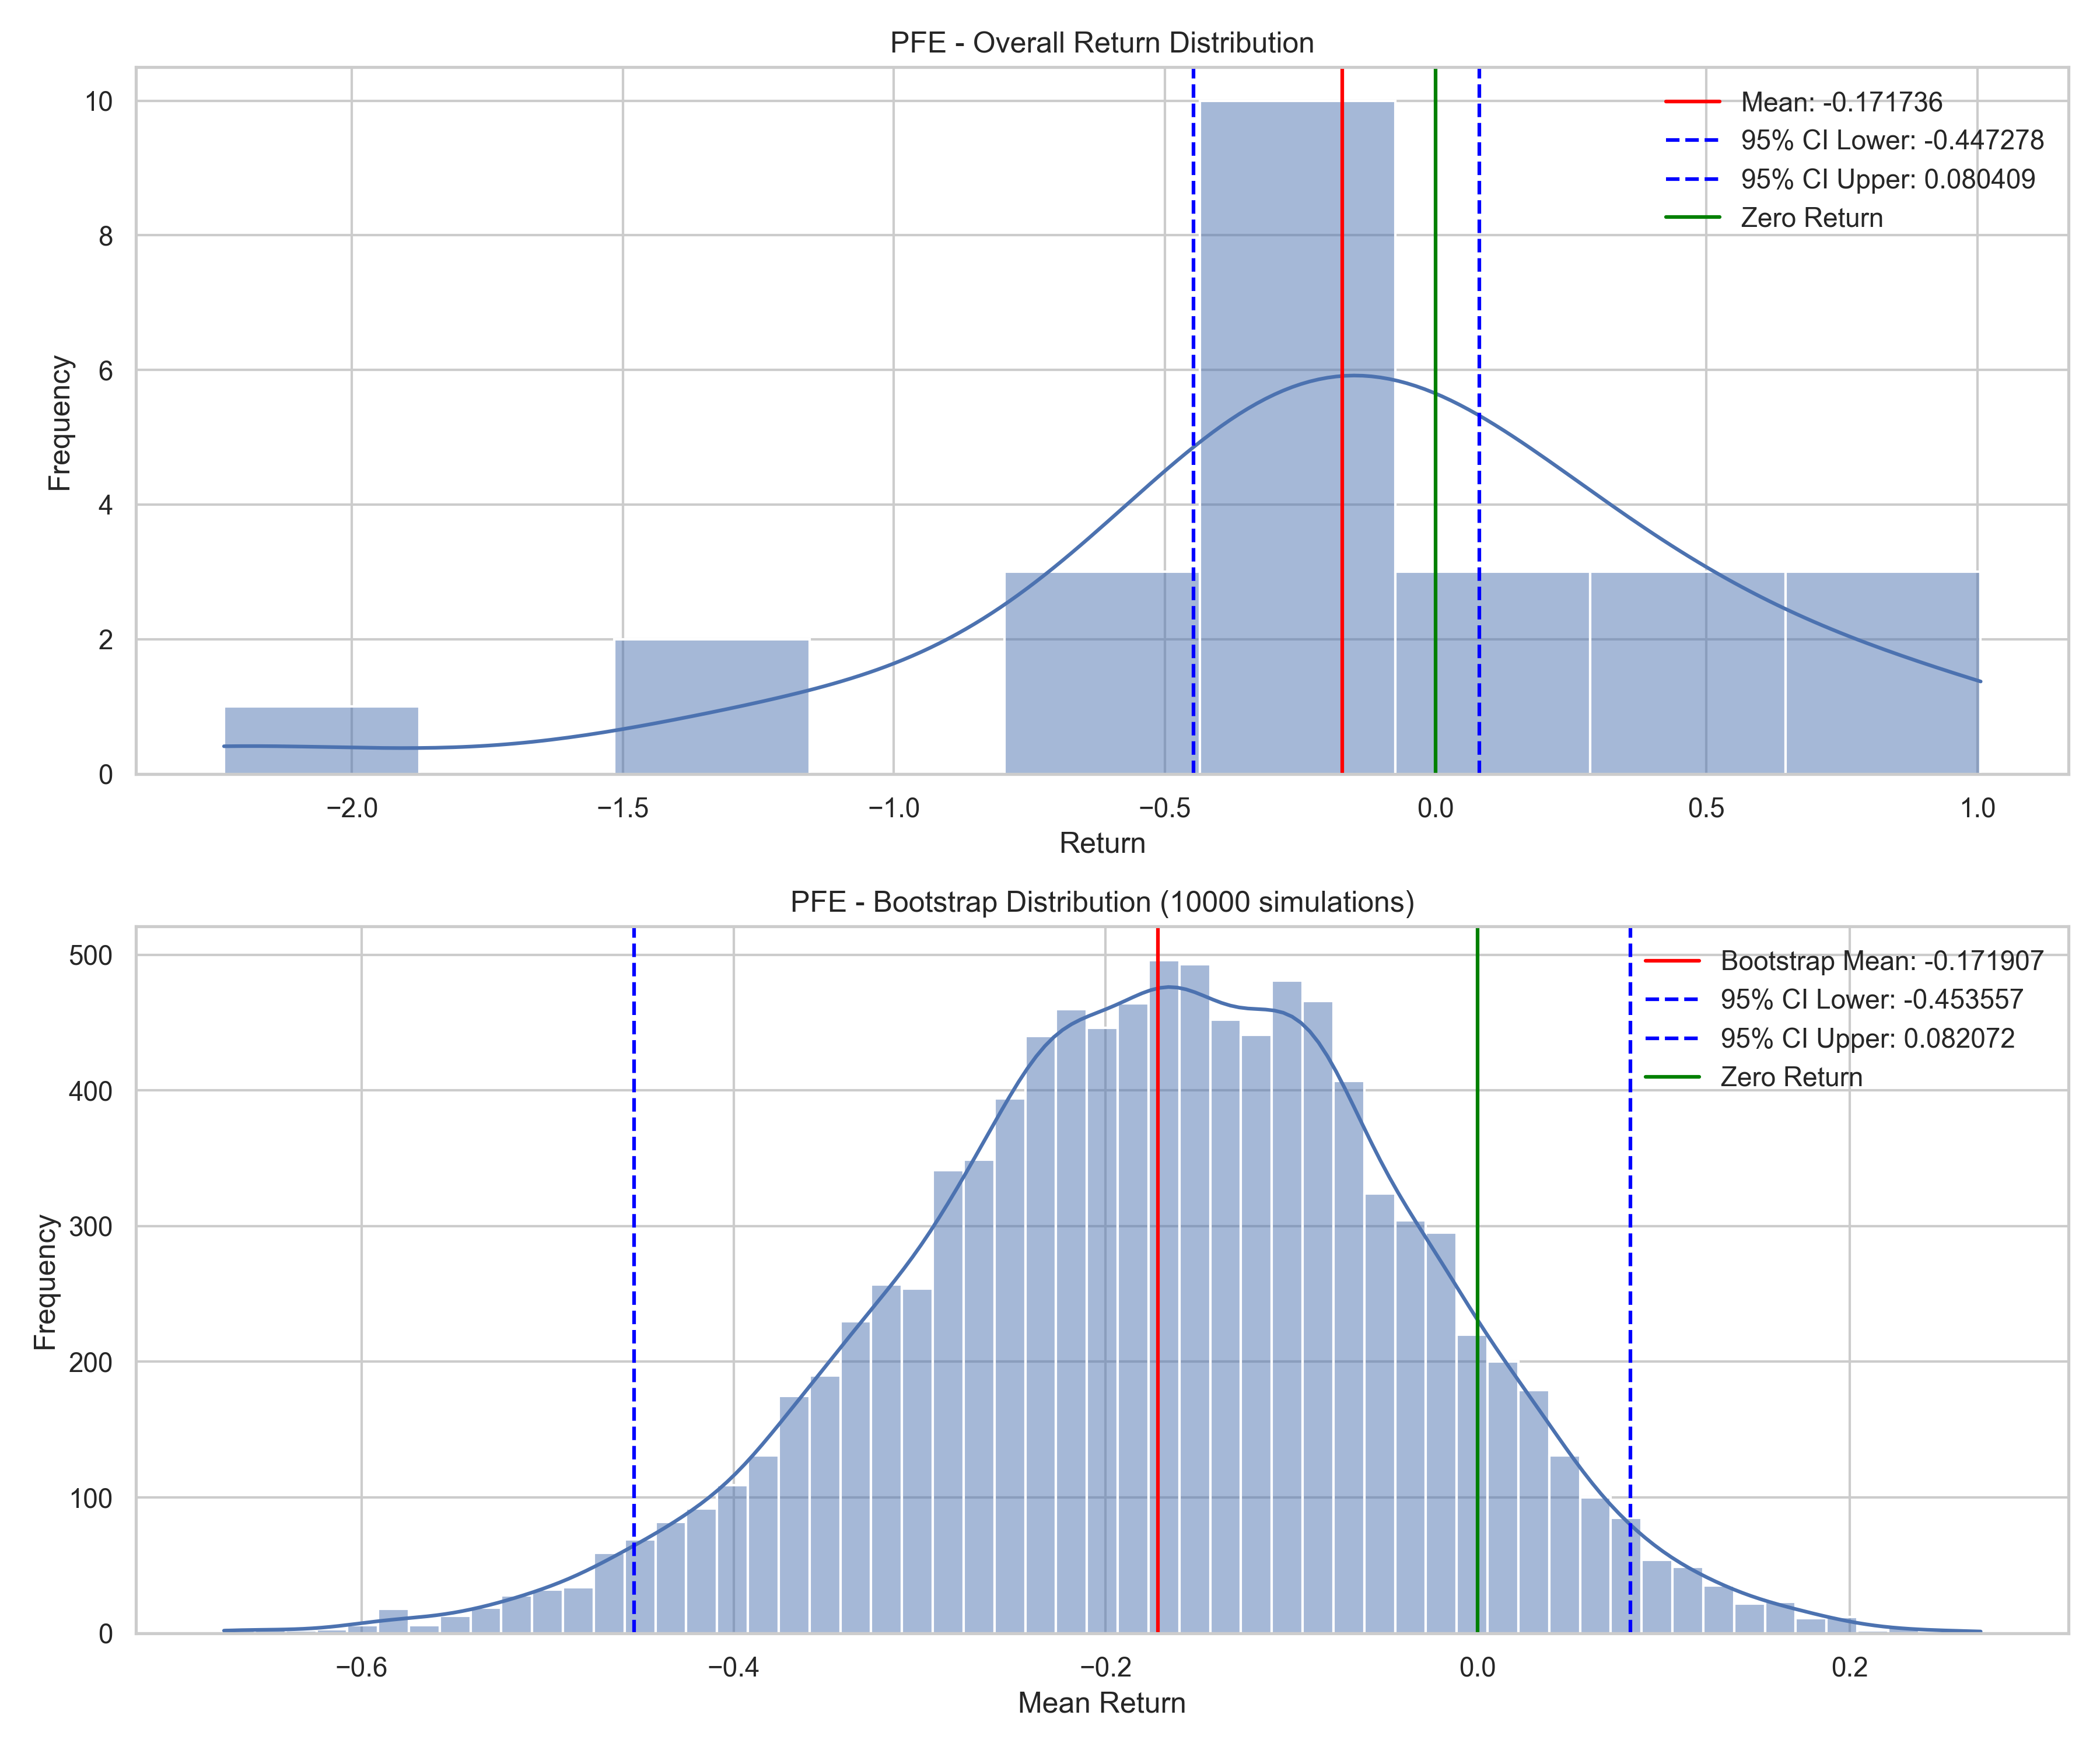 PFE - Overall Return Distribution
Mean: -0.171736
95% CI Lower: -0.447278
95% CI Upper: 0.080409
Zero Return
Frequency
10
8
6
4
2
0
−2.0 −1.5 −1.0 −0.5 0.0 0.5 1.0
Return
PFE - Bootstrap Distribution (10000 simulations)
Bootstrap Mean: -0.171907
95% CI Lower: -0.453557
95% CI Upper: 0.082072
Zero Return
Frequency
500
400
300
200
100
0
−0.6 −0.4 −0.2 0.0 0.2
Mean Return